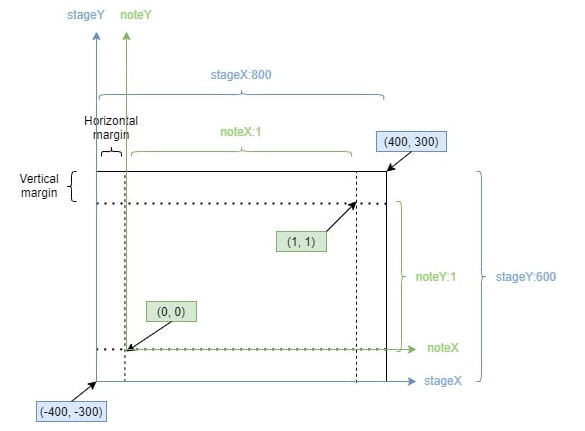 stageY noteY
stageX:800
Horizontal
margin
noteX:1
(400, 300)
Vertical
margin
(1, 1)
noteY:1
stageY:600
(0, 0)
noteX
stageX
(-400, -300)